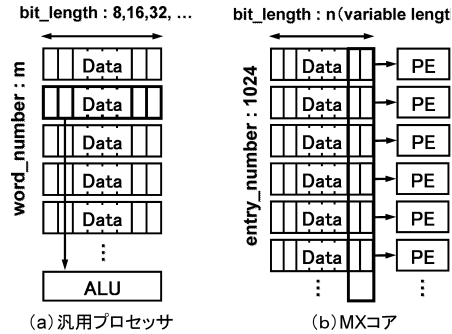 bit_length : 8,16,32, ...
word_number : m
Data
Data
Data
Data
Data
ALU
(a)汎用プロセッサ
bit_length : n(variable lengt
entry_number : 1024
Data
PE
Data
PE
Data
PE
Data
PE
Data
PE
Data
PE
(b)MXコア